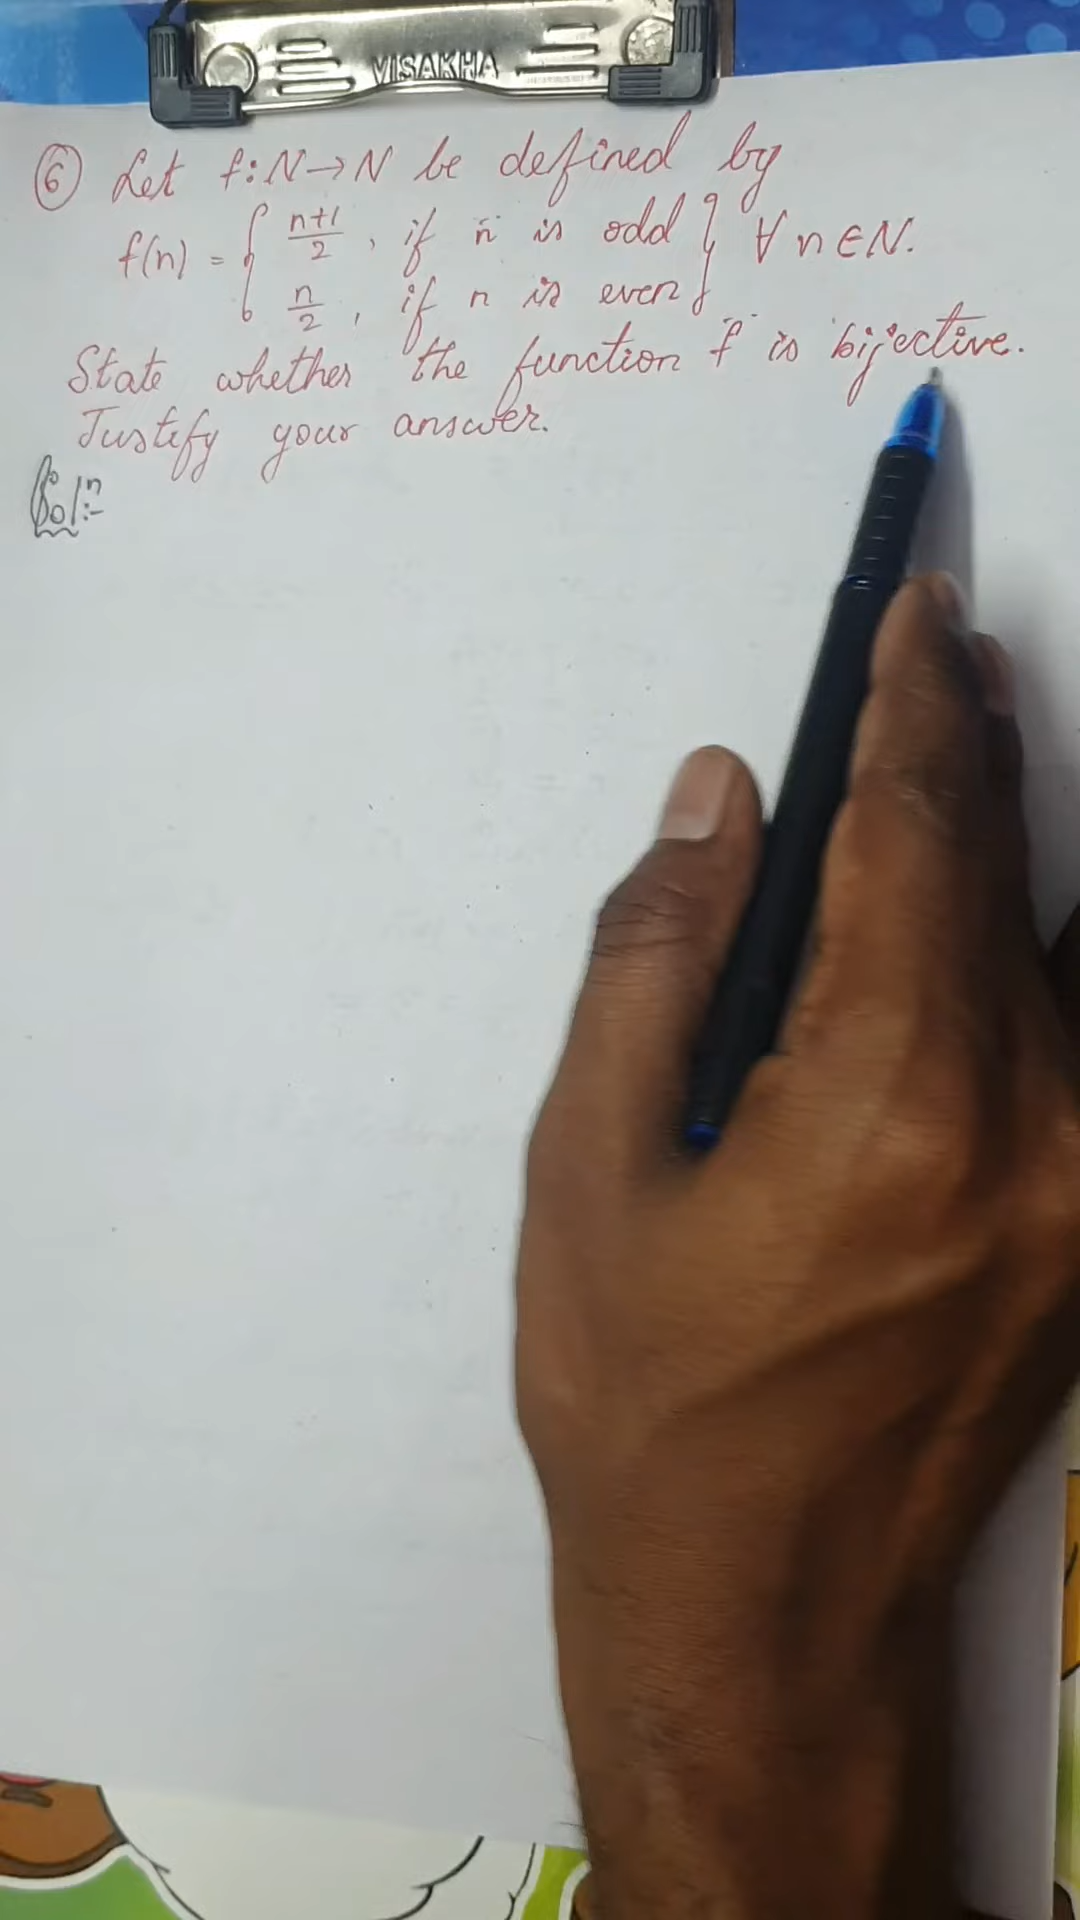 VISAKHA
⑥ Let f:N→N be defined by
f(n) = { n+1/2, if n is odd
n/2, if n is even } ∀ n∈N.
State whether the function f is bijective.
Justify your answer.
Solⁿ:-